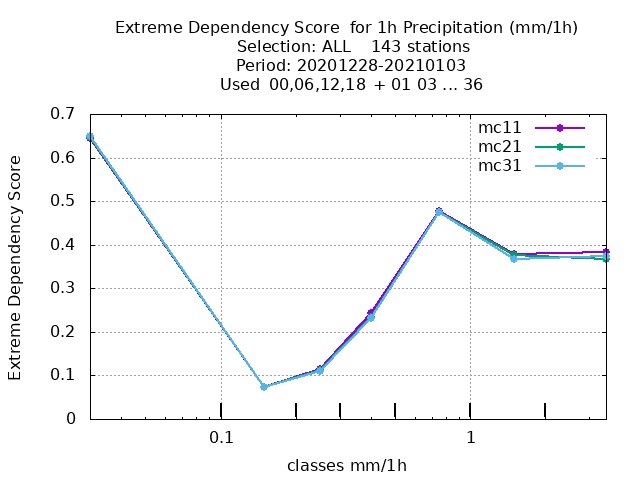 Extreme Dependency Score  for 1h Precipitation (mm/1h)
Selection: ALL    143 stations
Period: 20201228-20210103
Used  00,06,12,18  + 01 03 ... 36
mc11
mc21
mc31
0.7
0.6
0.5
0.4
0.3
0.2
0.1
0
Extreme Dependency Score
0.1 1
classes mm/1h